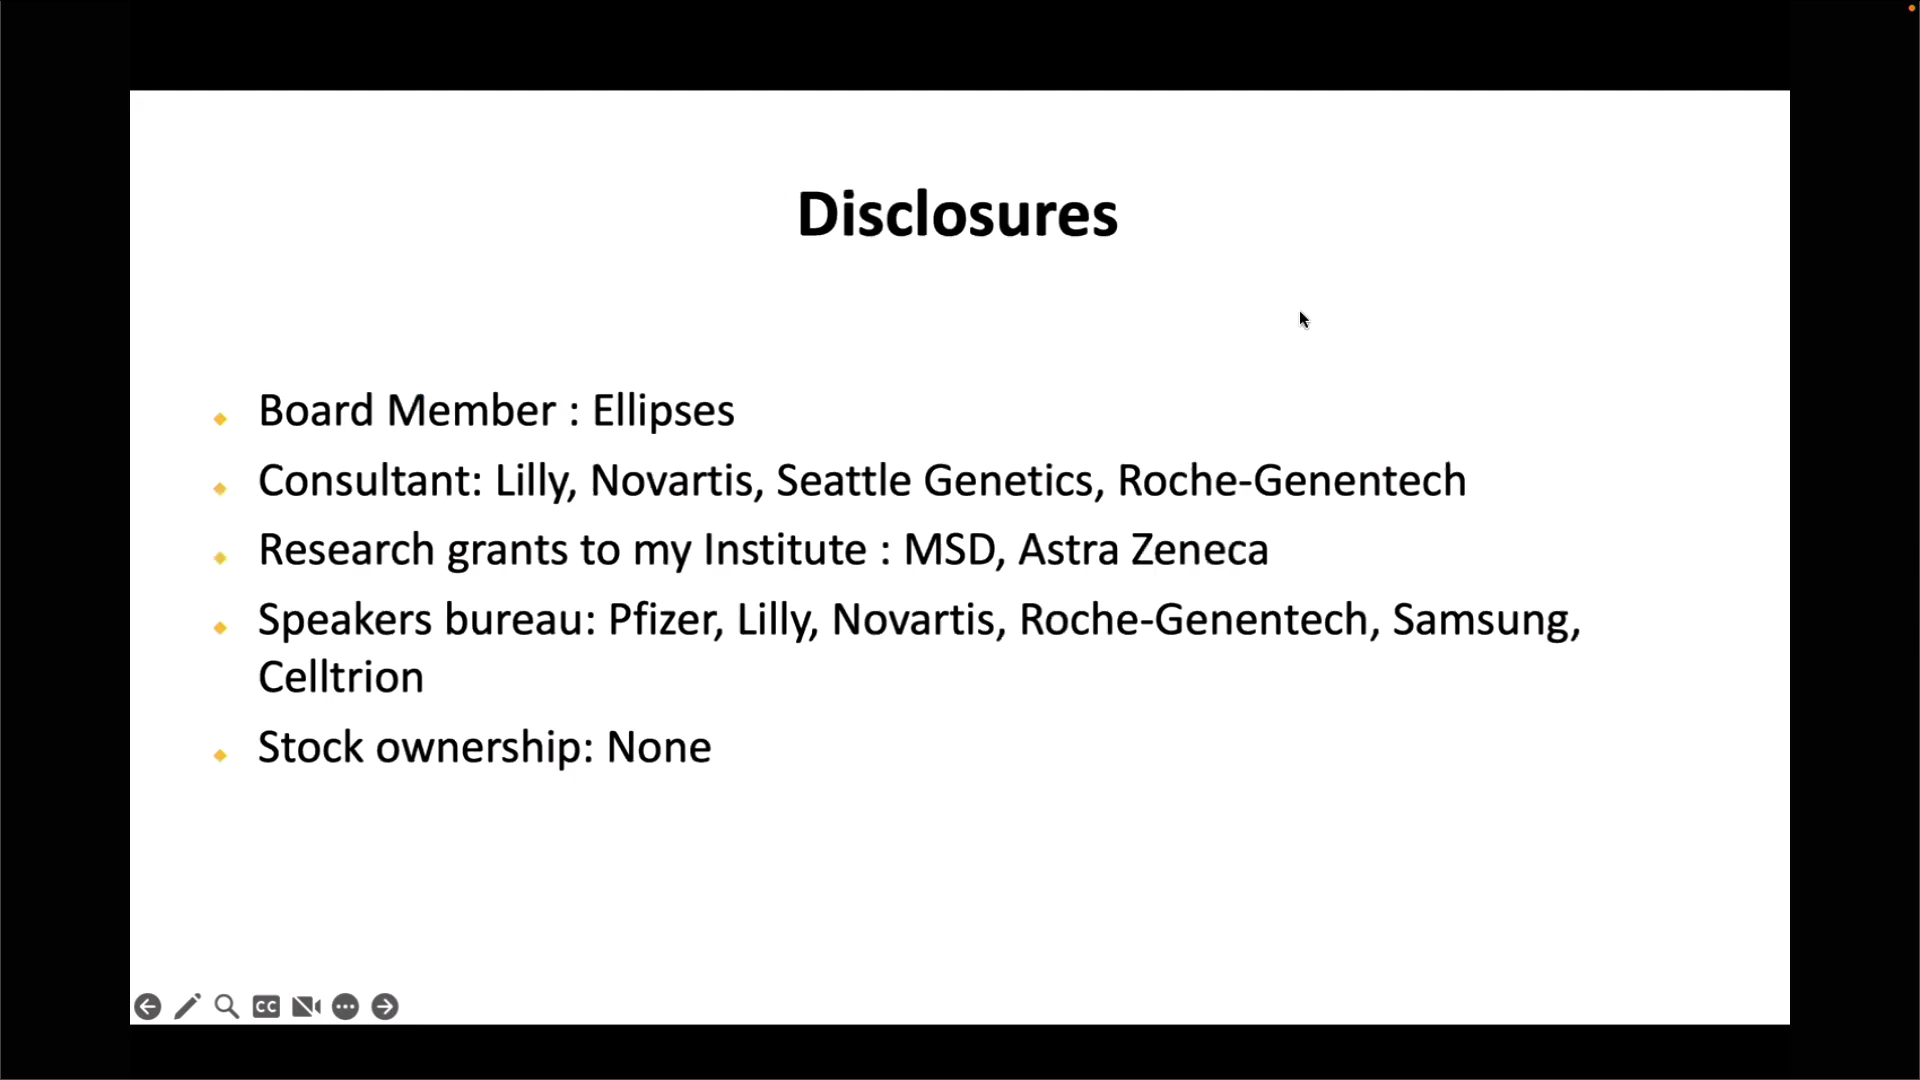 Disclosures
Board Member : Ellipses
Consultant: Lilly, Novartis, Seattle Genetics, Roche-Genentech
Research grants to my Institute : MSD, Astra Zeneca
Speakers bureau: Pfizer, Lilly, Novartis, Roche-Genentech, Samsung,
Celltrion
Stock ownership: None
CC